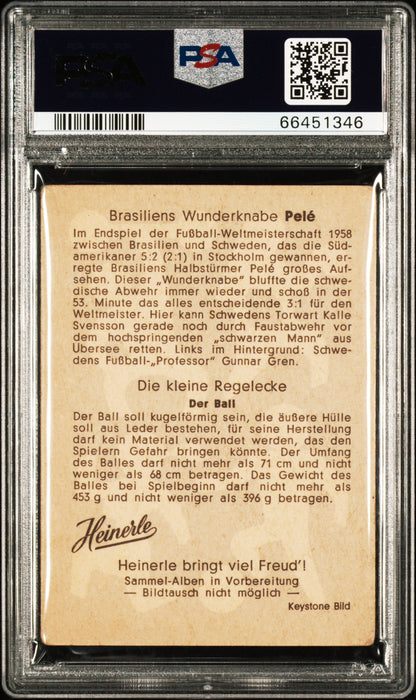 PSA
PSA
66451346
Brasiliens Wunderknabe Pelé
Im Endspiel der Fußball-Weltmeisterschaft 1958
zwischen Brasilien und Schweden, das die Süd-
amerikaner 5:2 (2:1) in Stockholm gewannen, er-
regte Brasiliens Halbstürmer Pelé großes Auf-
sehen. Dieser „Wunderknabe" bluffte die schwe-
dische Abwehr immer wieder und schoß in der
53. Minute das alles entscheidende 3:1 für den
Weltmeister. Hier kann Schwedens Torwart Kalle
Svensson gerade noch durch Faustabwehr vor
dem hochspringenden „schwarzen Mann" aus
Übersee retten. Links im Hintergrund: Schwe-
dens Fußball-„Professor" Gunnar Gren.
Die kleine Regelecke
Der Ball
Der Ball soll kugelförmig sein, die äußere Hülle
soll aus Leder bestehen, für seine Herstellung
darf kein Material verwendet werden, das den
Spielern Gefahr bringen könnte. Der Umfang
des Balles darf nicht mehr als 71 cm und nicht
weniger als 68 cm betragen. Das Gewicht des
Balles bei Spielbeginn darf nicht mehr als
453 g und nicht weniger als 396 g betragen.
Heinerle
Heinerle bringt viel Freud'!
Sammel-Alben in Vorbereitung
— Bildtausch nicht möglich —
Keystone Bild